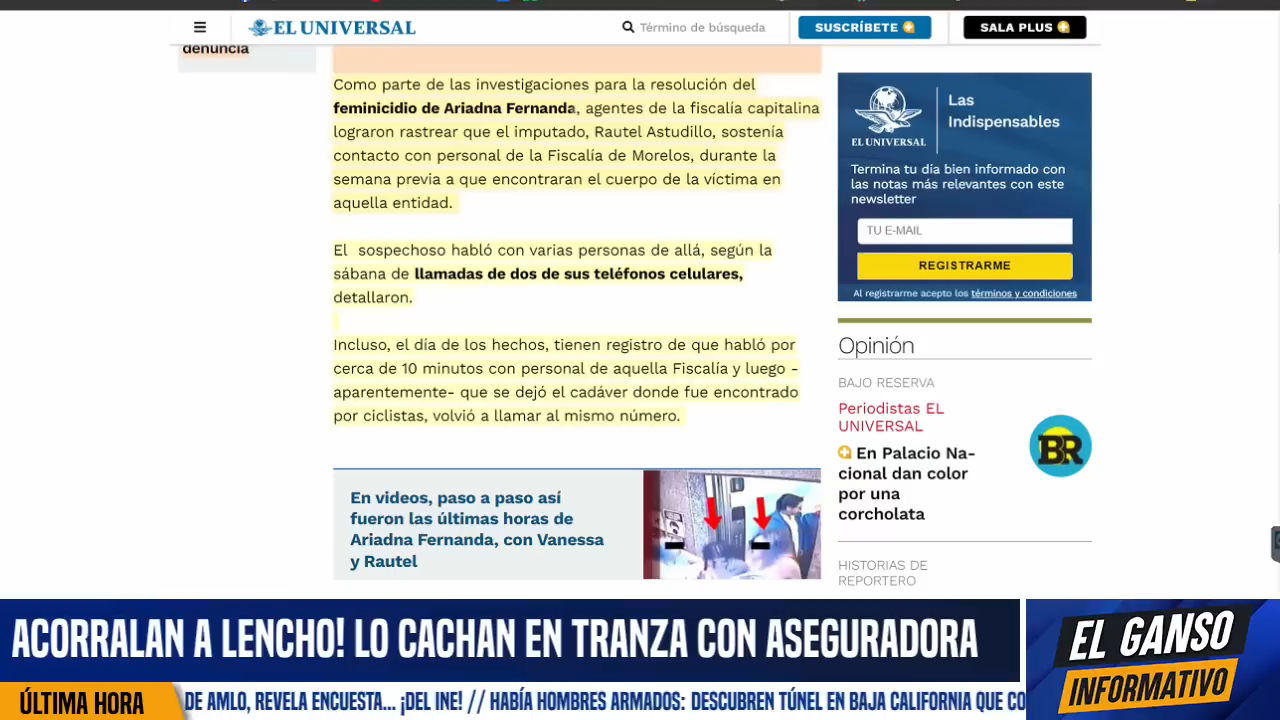 EL UNIVERSAL
Término de búsqueda
SUSCRÍBETE
SALA PLUS
denuncia
Como parte de las investigaciones para la resolución del
feminicidio de Ariadna Fernanda, agentes de la fiscalía capitalina
lograron rastrear que el imputado, Rautel Astudillo, sostenía
contacto con personal de la Fiscalía de Morelos, durante la
semana previa a que encontraran el cuerpo de la víctima en
aquella entidad.
El sospechoso habló con varias personas de allá, según la
sábana de llamadas de dos de sus teléfonos celulares,
detallaron.
Incluso, el día de los hechos, tienen registro de que habló por
cerca de 10 minutos con personal de aquella Fiscalía y luego -
aparentemente- que se dejó el cadáver donde fue encontrado
por ciclistas, volvió a llamar al mismo número.
En videos, paso a paso así
fueron las últimas horas de
Ariadna Fernanda, con Vanessa
y Rautel
EL UNIVERSAL
Las
Indispensables
Termina tu día bien informado con
las notas más relevantes con este
newsletter
TU E-MAIL
REGISTRARME
Al registrarme acepto los términos y condiciones
Opinión
BAJO RESERVA
Periodistas EL
UNIVERSAL
En Palacio Na-
cional dan color
por una
corcholata
BR
HISTORIAS DE
REPORTERO
ACORRALAN A LENCHO! LO CACHAN EN TRANZA CON ASEGURADORA
EL GANSO
INFORMATIVO
ÚLTIMA HORA
DE AMLO, REVELA ENCUESTA... ¡DEL INE! // HABÍA HOMBRES ARMADOS: DESCUBREN TÚNEL EN BAJA CALIFORNIA QUE CO